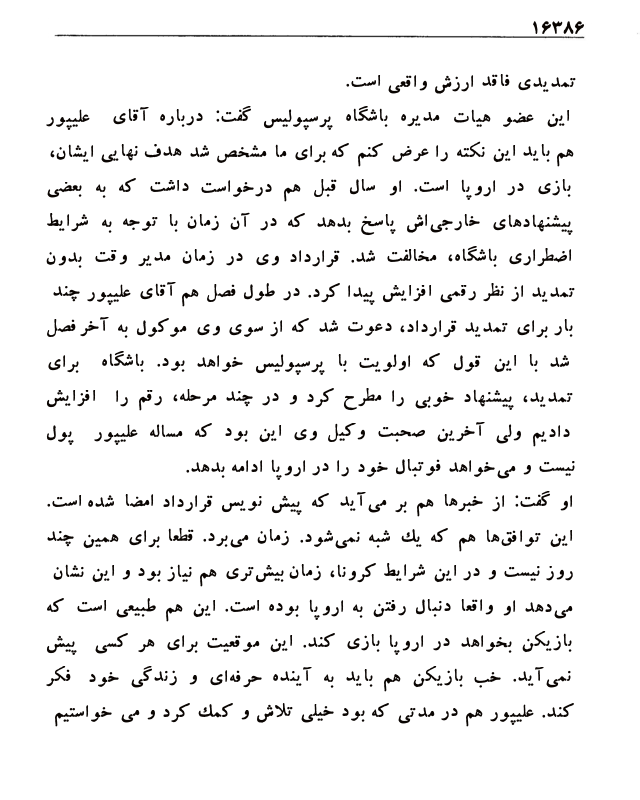 ۱۶۳۸۶
تمدیدی فاقد ارزش واقعی است.
این عضو هیات مدیره باشگاه پرسپولیس گفت: درباره آقای علیپور
هم باید این نکته را عرض کنم که برای ما مشخص شد هدف نهایی ایشان،
بازی در اروپا است. او سال قبل هم درخواست داشت که به بعضی
پیشنهادهای خارجی‌اش پاسخ بدهد که در آن زمان با توجه به شرایط
اضطراری باشگاه، مخالفت شد. قرارداد وی در زمان مدیر وقت بدون
تمدید از نظر رقمی افزایش پیدا کرد. در طول فصل هم آقای علیپور چند
بار برای تمدید قرارداد، دعوت شد که از سوی وی موکول به آخر فصل
شد با این قول که اولویت با پرسپولیس خواهد بود. باشگاه برای
تمدید، پیشنهاد خوبی را مطرح کرد و در چند مرحله، رقم را افزایش
دادیم ولی آخرین صحبت وکیل وی این بود که مساله علیپور پول
نیست و می‌خواهد فوتبال خود را در اروپا ادامه بدهد.
او گفت: از خبرها هم بر می‌آید که پیش نویس قرارداد امضا شده است.
این توافق‌ها هم که یك شبه نمی‌شود. زمان می‌برد. قطعا برای همین چند
روز نیست و در این شرایط کرونا، زمان بیش‌تری هم نیاز بود و این نشان
می‌دهد او واقعا دنبال رفتن به اروپا بوده است. این هم طبیعی است که
بازیکن بخواهد در اروپا بازی کند. این موقعیت برای هر کسی پیش
نمی‌آید. خب بازیکن هم باید به آینده حرفه‌ای و زندگی خود فکر
کند. علیپور هم در مدتی که بود خیلی تلاش و کمك کرد و می خواستیم